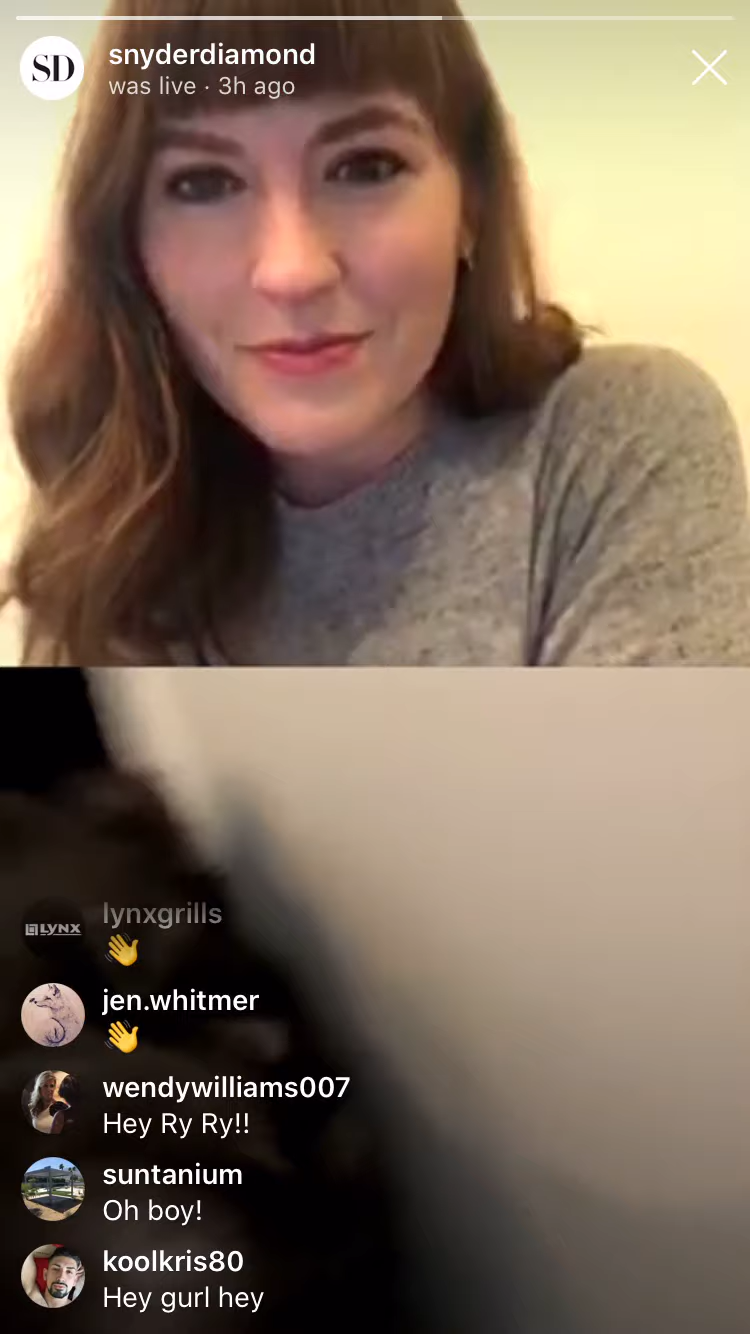 SD
snyderdiamond
was live · 3h ago
lynxgrills
LYNX
👋
jen.whitmer
👋
wendywilliams007
Hey Ry Ry!!
suntanium
Oh boy!
koolkris80
Hey gurl hey